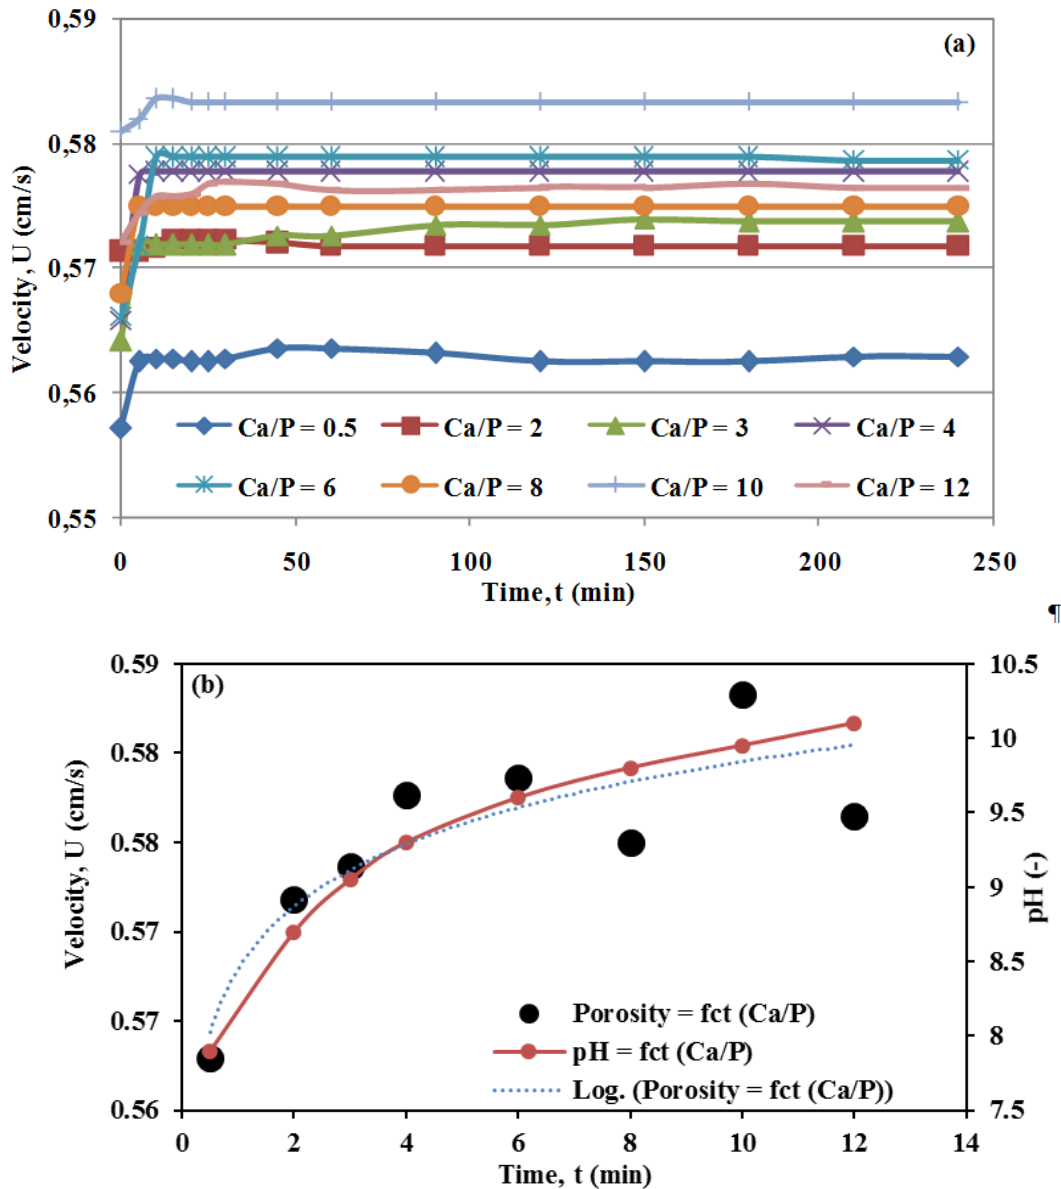 0,59
(a)
0,58
0,57
0,56
0,55
Velocity, U (cm/s)
Ca/P = 0.5
Ca/P = 2
Ca/P = 3
Ca/P = 4
Ca/P = 6
Ca/P = 8
Ca/P = 10
Ca/P = 12
0 50 100 150 200 250
Time, t (min)
¶
(b)
0.59
0.58
0.58
0.57
0.57
0.56
Velocity, U (cm/s)
10.5
10
9.5
9
8.5
8
7.5
pH (-)
Porosity = fct (Ca/P)
pH = fct (Ca/P)
Log. (Porosity = fct (Ca/P))
0 2 4 6 8 10 12 14
Time, t (min)